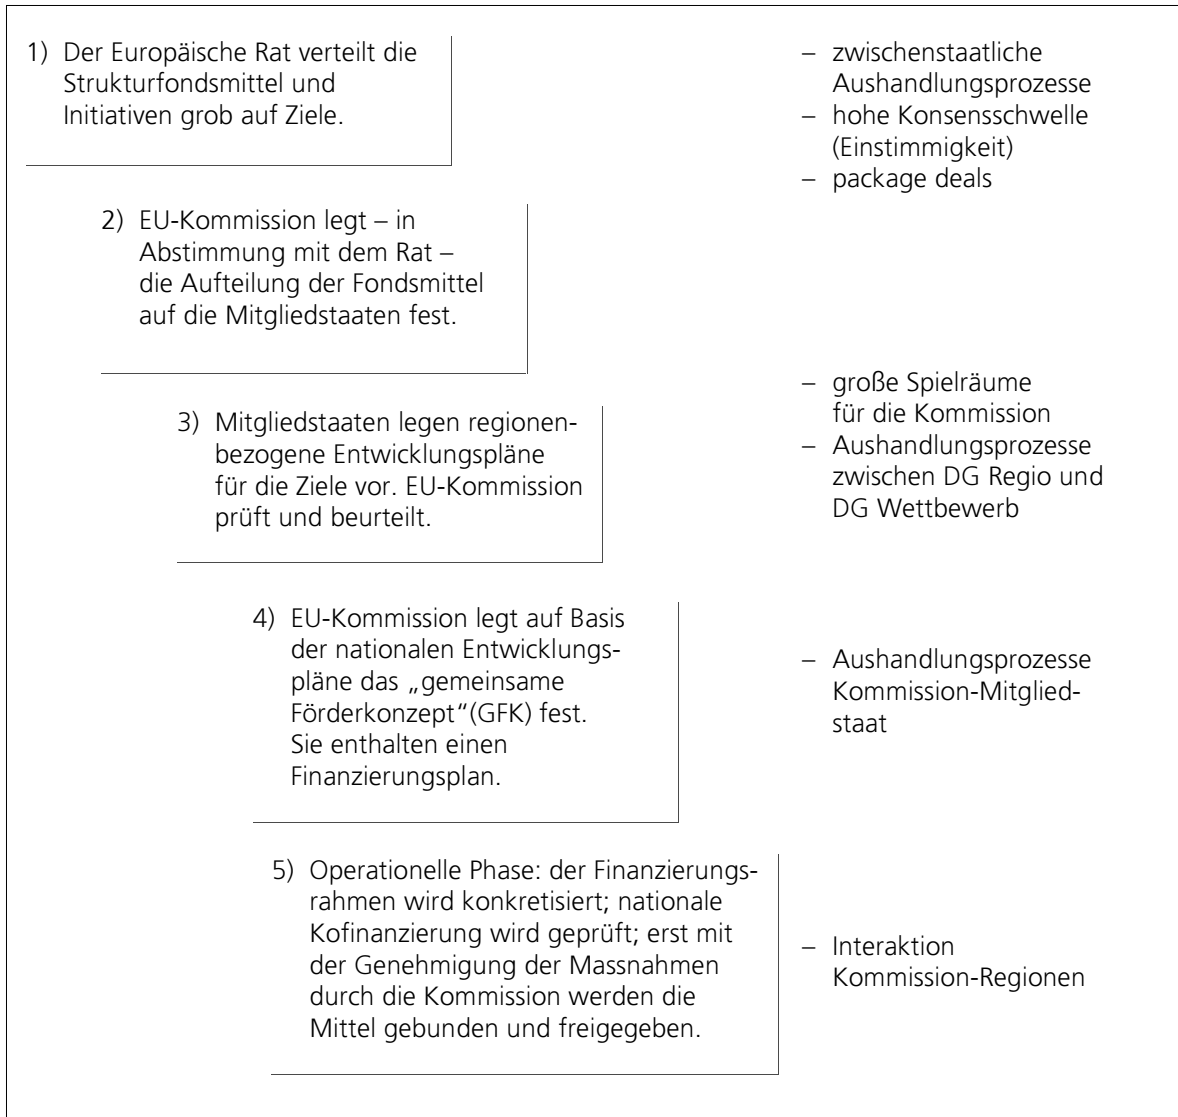 1) Der Europäische Rat verteilt die
Strukturfondsmittel und
Initiativen grob auf Ziele.
– zwischenstaatliche
Aushandlungsprozesse
– hohe Konsensschwelle
(Einstimmigkeit)
– package deals
2) EU-Kommission legt – in
Abstimmung mit dem Rat –
die Aufteilung der Fondsmittel
auf die Mitgliedstaaten fest.
3) Mitgliedstaaten legen regionen-
bezogene Entwicklungspläne
für die Ziele vor. EU-Kommission
prüft und beurteilt.
– große Spielräume
für die Kommission
– Aushandlungsprozesse
zwischen DG Regio und
DG Wettbewerb
4) EU-Kommission legt auf Basis
der nationalen Entwicklungs-
pläne das „gemeinsame
Förderkonzept“(GFK) fest.
Sie enthalten einen
Finanzierungsplan.
– Aushandlungsprozesse
Kommission-Mitglied-
staat
5) Operationelle Phase: der Finanzierungs-
rahmen wird konkretisiert; nationale
Kofinanzierung wird geprüft; erst mit
der Genehmigung der Massnahmen
durch die Kommission werden die
Mittel gebunden und freigegeben.
– Interaktion
Kommission-Regionen